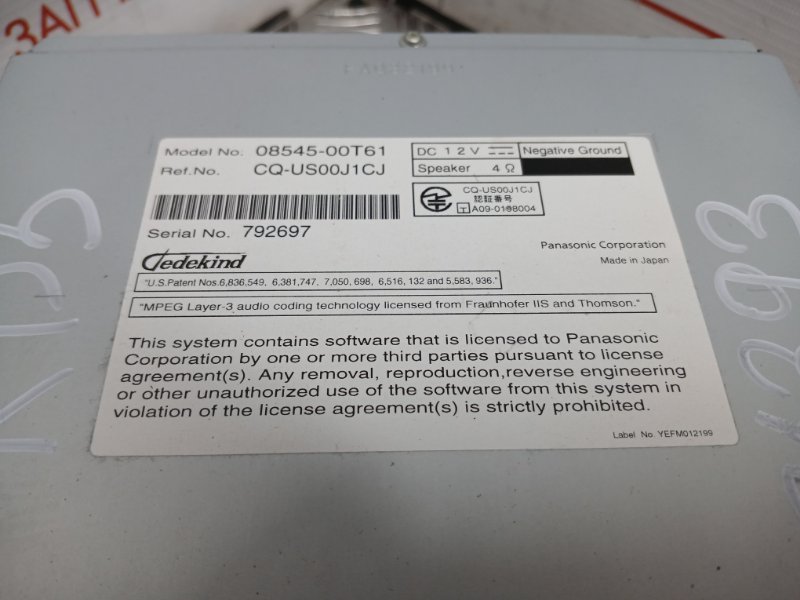 ЗАП
Model No. 08545-00T61
Ref.No. CQ-US00J1CJ
DC 12V Negative Ground
Speaker 4Ω
CQ-US00J1CJ
認証番号
T A09-0198004
Serial No. 792697
Gedekind
Panasonic Corporation
Made in Japan
"U.S.Patent Nos.6,836,549, 6,381,747, 7,050,698, 6,516,132 and 5,583,936."
"MPEG Layer-3 audio coding technology licensed from Fraunhofer IIS and Thomson."
This system contains software that is licensed to Panasonic
Corporation by one or more third parties pursuant to license
agreement(s). Any removal, reproduction,reverse engineering
or other unauthorized use of the software from this system in
violation of the license agreement(s) is strictly prohibited.
Label No. YEFM012199